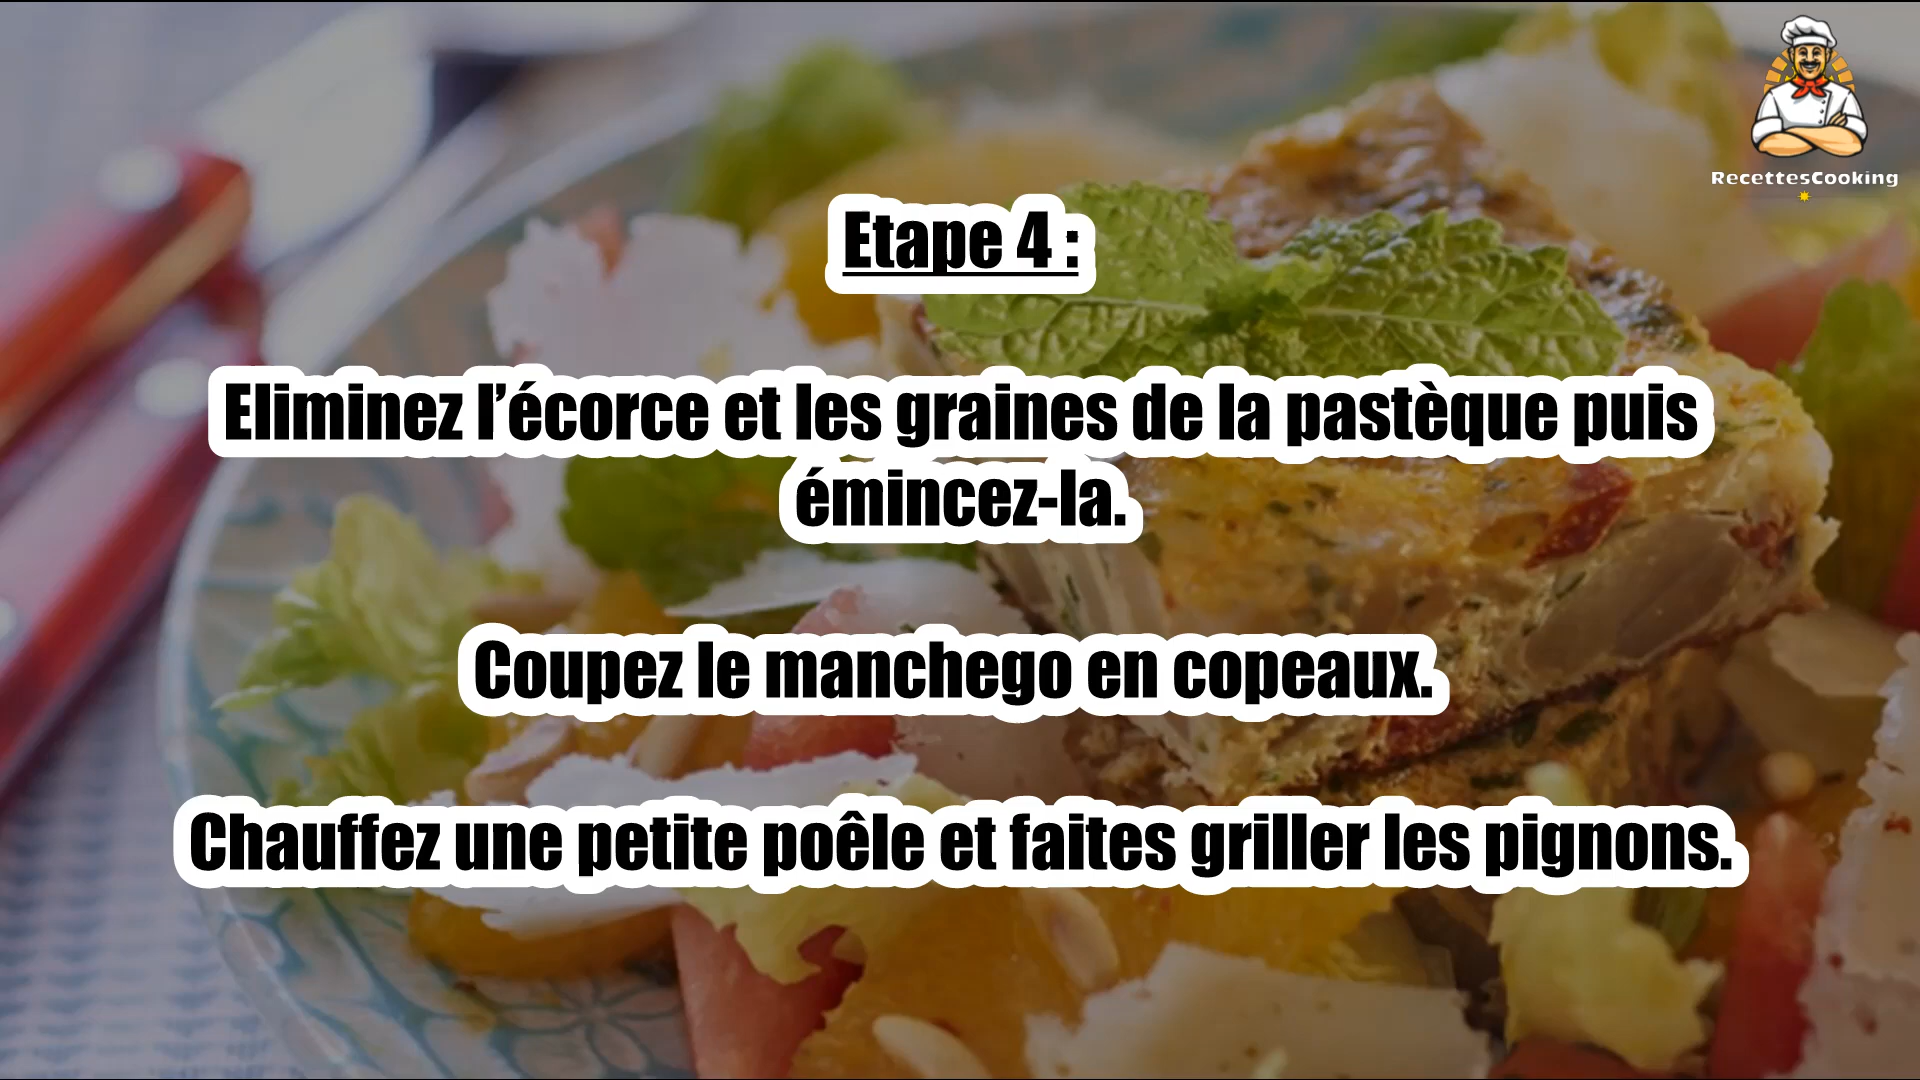 RecettesCooking
Etape 4 :
Eliminez l’écorce et les graines de la pastèque puis
émincez-la.
Coupez le manchego en copeaux.
Chauffez une petite poêle et faites griller les pignons.